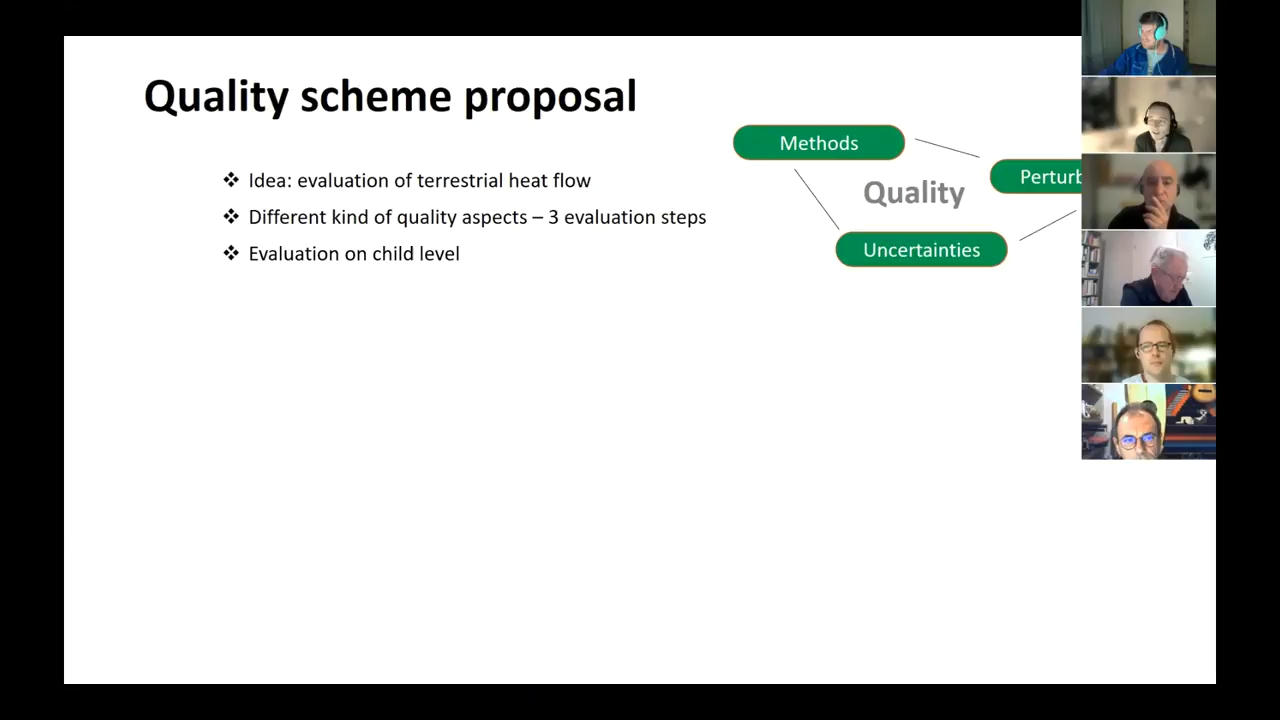 Quality scheme proposal
Methods
❖ Idea: evaluation of terrestrial heat flow
Quality
❖ Different kind of quality aspects – 3 evaluation steps
Uncertainties
❖ Evaluation on child level